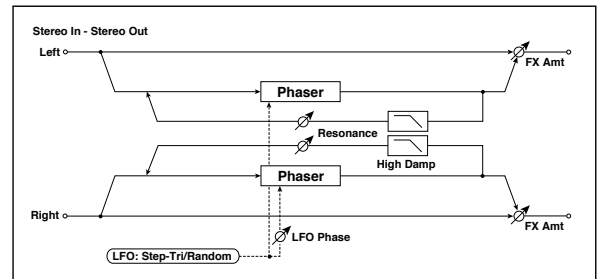 Stereo In - Stereo Out
Left
FX Amt
Phaser
Resonance
High Damp
Phaser
Right
FX Amt
LFO Phase
LFO: Step-Tri/Random